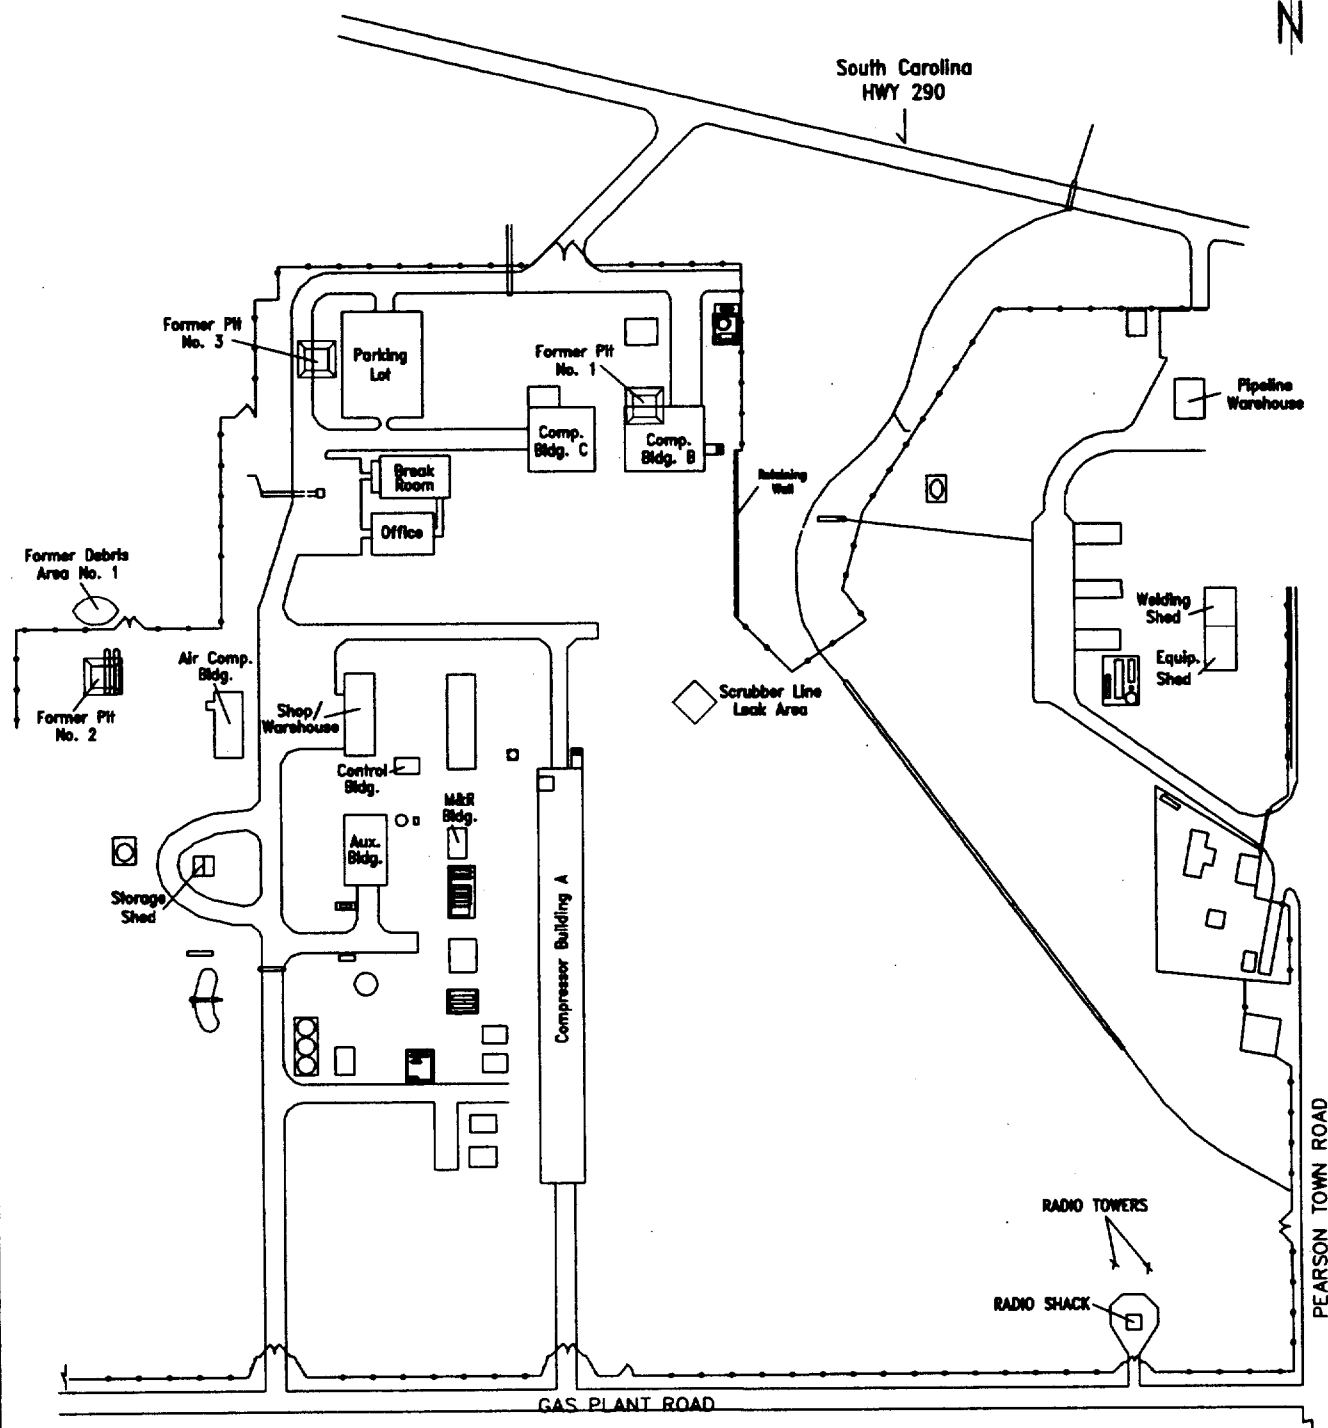 N
South Carolina
HWY 290
Former Pit
No. 3
Parking
Lot
Former Pit
No. 1
Comp.
Bldg. C
Comp.
Bldg. B
Pipeline
Warehouse
Break
Room
Retaining
Wall
Office
Former Debris
Area No. 1
Welding
Shed
Equip.
Shed
Air Comp.
Bldg.
Former Pit
No. 2
Shop/
Warehouse
Scrubber Line
Leak Area
Control
Bldg.
M&R
Bldg.
Aux.
Bldg.
Storage
Shed
Compressor Building A
RADIO TOWERS
RADIO SHACK
PEARSON TOWN ROAD
GAS PLANT ROAD